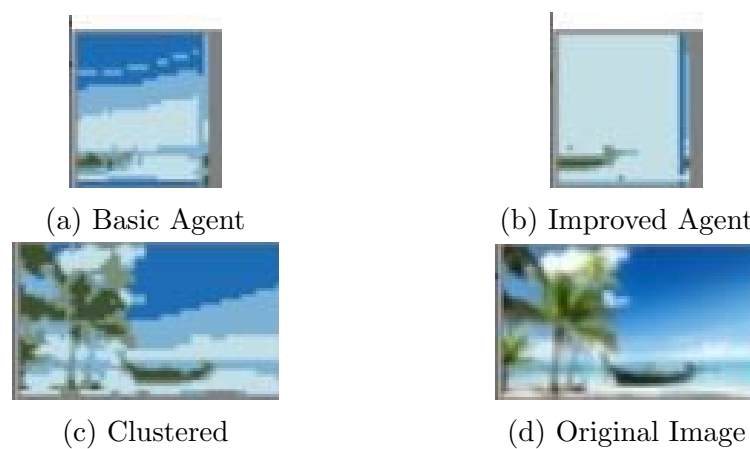 (a) Basic Agent
(b) Improved Agent
(c) Clustered
(d) Original Image